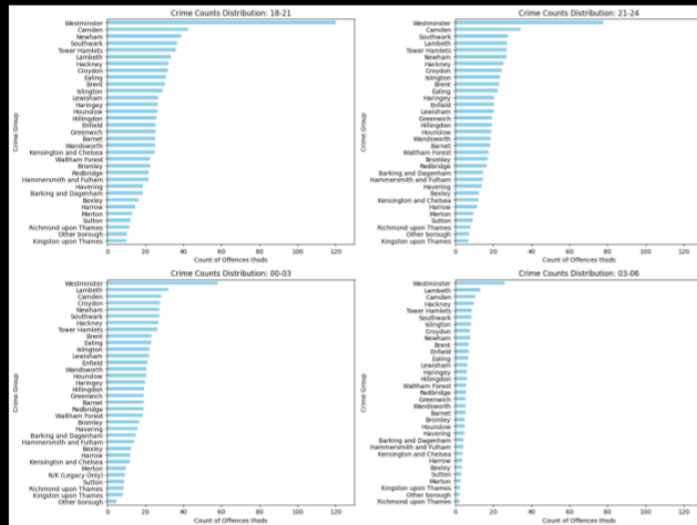 Crime Counts Distribution: 18-21
Crime Group
Westminster
Camden
Newham
Southwark
Tower Hamlets
Lambeth
Hackney
Croydon
Ealing
Brent
Islington
Lewisham
Haringey
Hounslow
Hillingdon
Enfield
Greenwich
Barnet
Wandsworth
Kensington and Chelsea
Waltham Forest
Bromley
Redbridge
Hammersmith and Fulham
Havering
Barking and Dagenham
Bexley
Harrow
Merton
Sutton
Richmond upon Thames
Other borough
Kingston upon Thames
0 20 40 60 80 100 120
Count of Offences thsds
Crime Counts Distribution: 21-24
Crime Group
Westminster
Camden
Southwark
Lambeth
Tower Hamlets
Newham
Hackney
Croydon
Islington
Brent
Ealing
Haringey
Enfield
Lewisham
Greenwich
Hillingdon
Hounslow
Wandsworth
Barnet
Waltham Forest
Bromley
Redbridge
Barking and Dagenham
Hammersmith and Fulham
Havering
Bexley
Kensington and Chelsea
Harrow
Merton
Sutton
Richmond upon Thames
Other borough
Kingston upon Thames
0 20 40 60 80 100 120
Count of Offences thsds
Crime Counts Distribution: 00-03
Crime Group
Westminster
Lambeth
Camden
Croydon
Newham
Southwark
Hackney
Tower Hamlets
Brent
Ealing
Islington
Lewisham
Enfield
Wandsworth
Hounslow
Haringey
Hillingdon
Greenwich
Barnet
Redbridge
Waltham Forest
Bromley
Havering
Barking and Dagenham
Hammersmith and Fulham
Bexley
Harrow
Kensington and Chelsea
Merton
N/K (Legacy Only)
Sutton
Richmond upon Thames
Kingston upon Thames
Other borough
0 20 40 60 80 100 120
Count of Offences thsds
Crime Counts Distribution: 03-06
Crime Group
Westminster
Lambeth
Camden
Hackney
Tower Hamlets
Southwark
Islington
Croydon
Newham
Brent
Enfield
Ealing
Lewisham
Haringey
Hillingdon
Waltham Forest
Redbridge
Greenwich
Wandsworth
Barnet
Bromley
Hounslow
Havering
Barking and Dagenham
Hammersmith and Fulham
Kensington and Chelsea
Harrow
Bexley
Sutton
Merton
Kingston upon Thames
Other borough
Richmond upon Thames
0 20 40 60 80 100 120
Count of Offences thsds